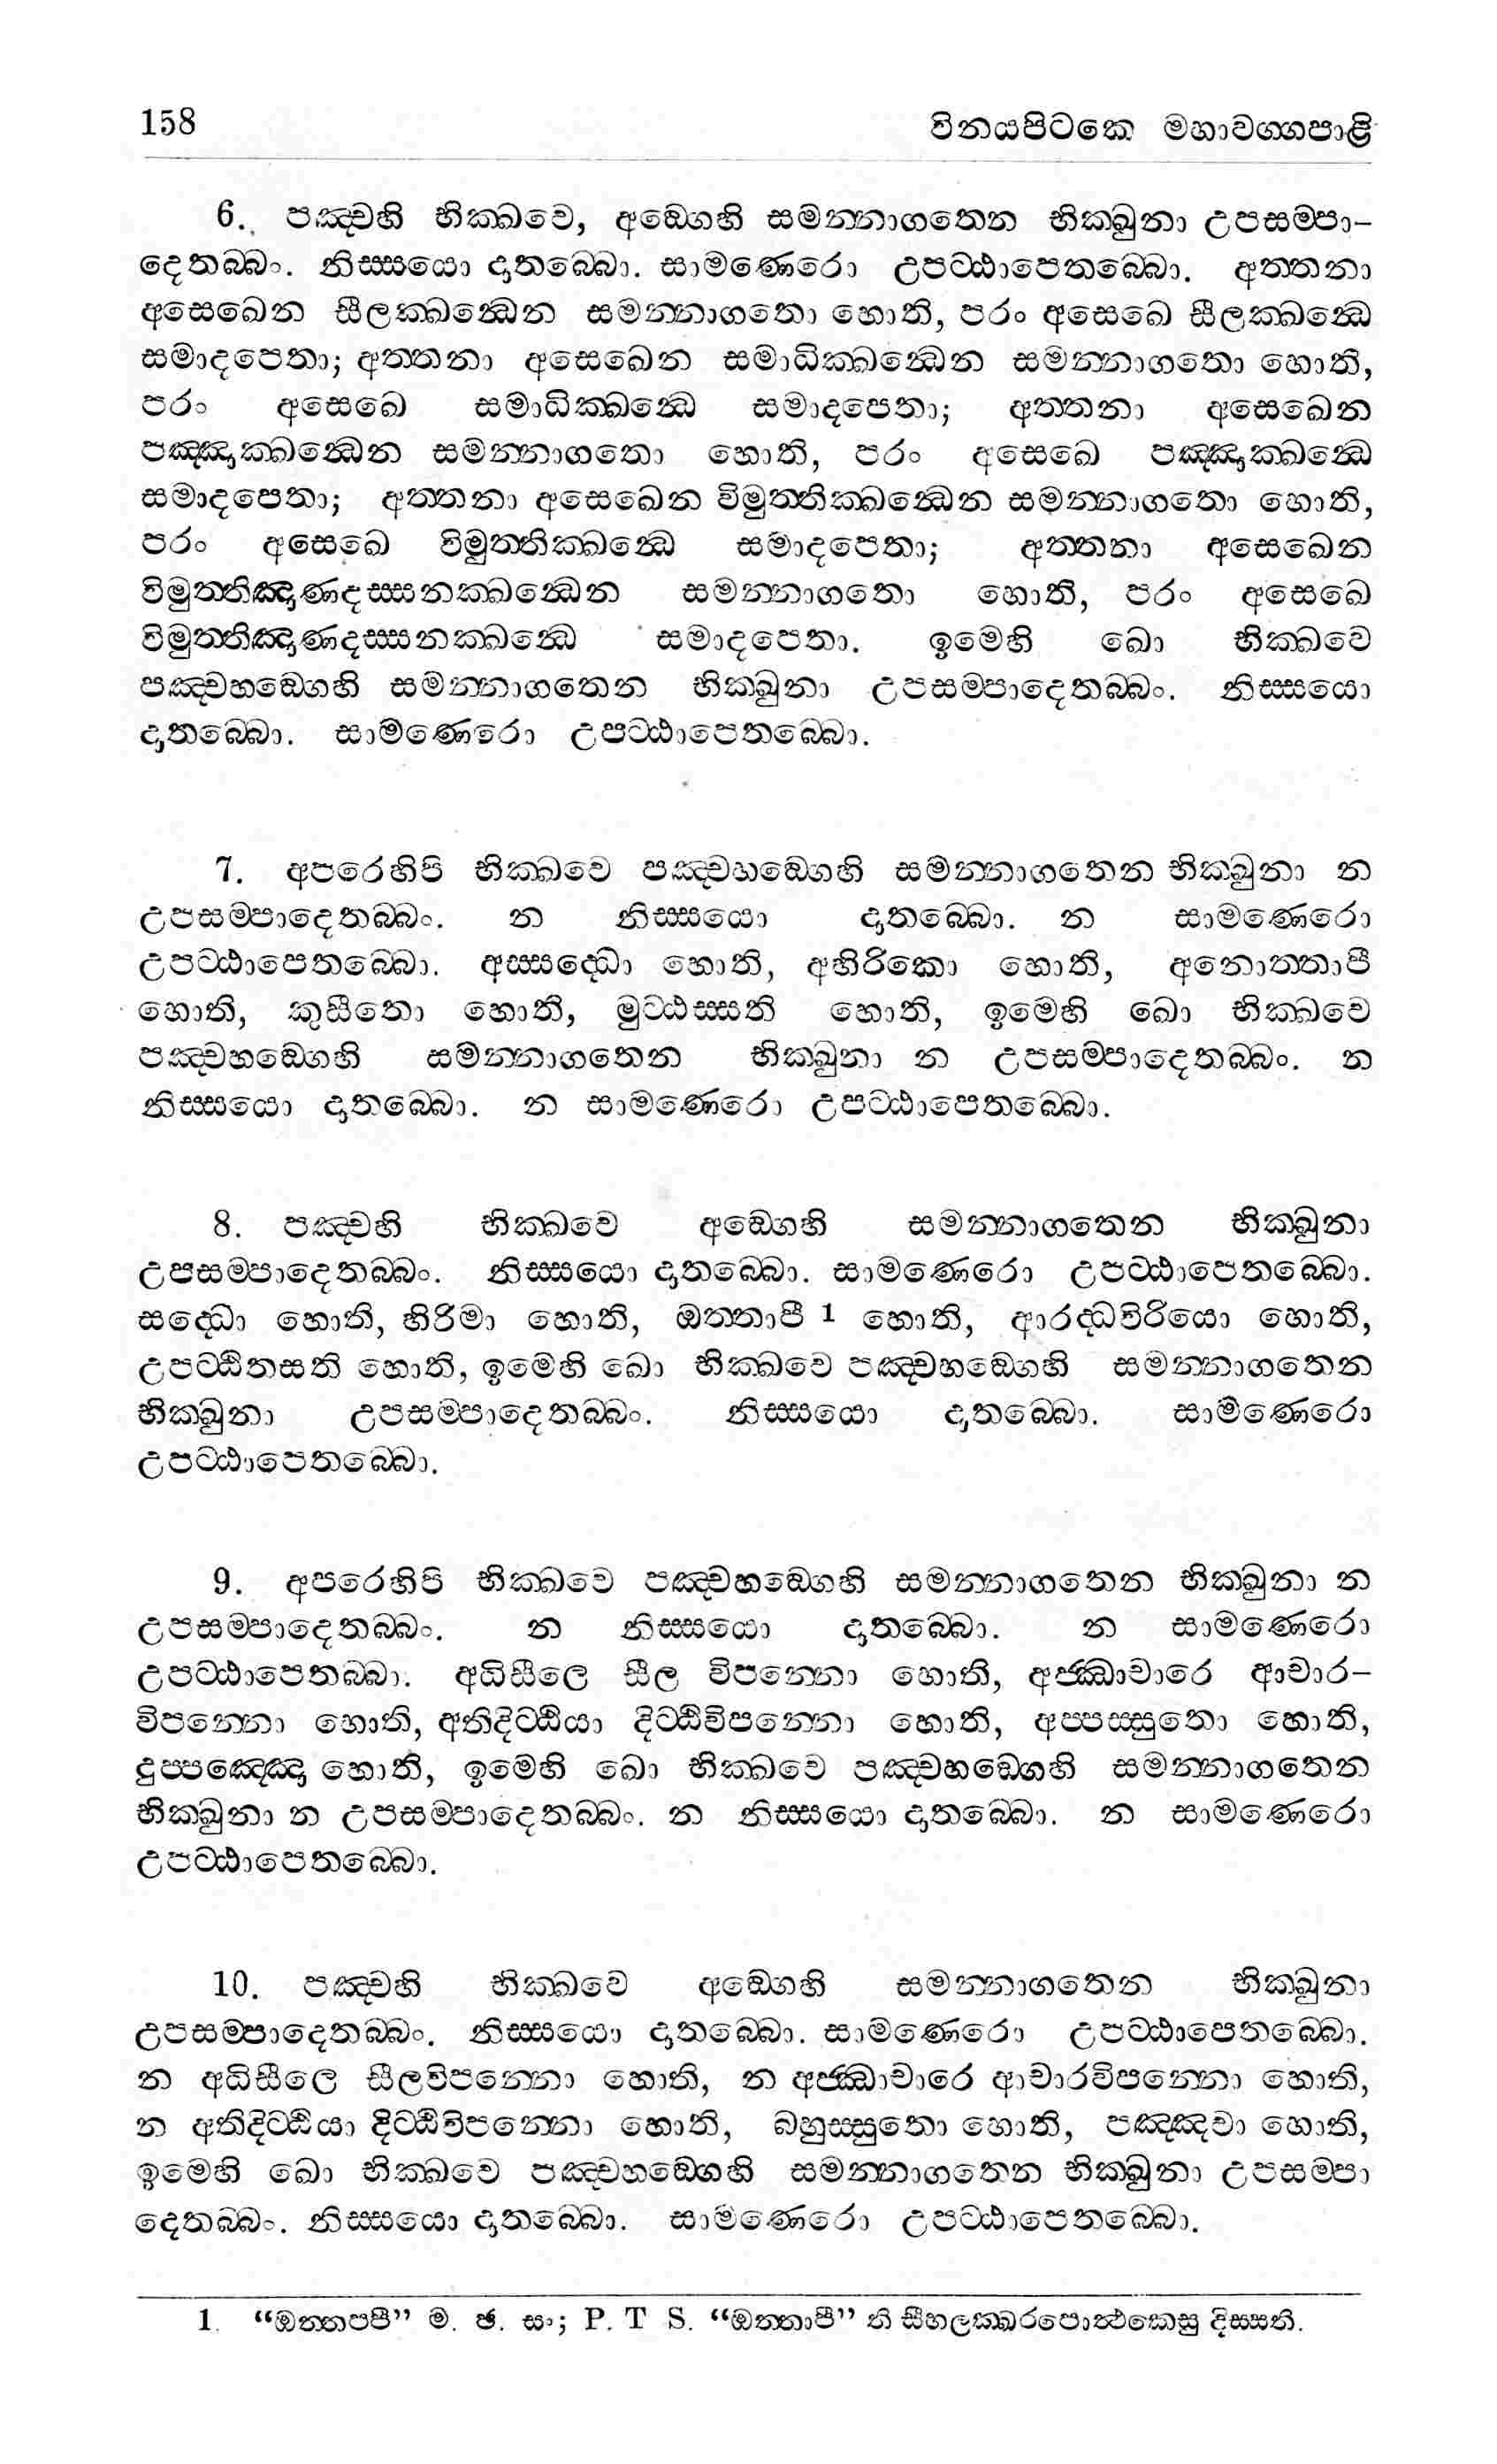 158 විනයපිටකෙ මහාවග්ගපාළි
6. පඤ්චහි භික්ඛවෙ, අඞ්ගෙහි සමන්නාගතෙන භික්ඛුනා උපසම්පා-
දෙතබ්බං. නිස්සයො දාතබ්බො. සාමණෙරො උපට්ඨාපෙතබ්බො. අත්තනා
අසෙඛෙන සීලක්ඛන්ධෙන සමන්නාගතො හොති, පරං අසෙඛෙ සීලක්ඛන්ධෙ
සමාදපෙතා; අත්තනා අසෙඛෙන සමාධික්ඛන්ධෙන සමන්නාගතො හොති,
පරං අසෙඛෙ සමාධික්ඛන්ධෙ සමාදපෙතා; අත්තනා අසෙඛෙන
පඤ්ඤාක්ඛන්ධෙන සමන්නාගතො හොති, පරං අසෙඛෙ පඤ්ඤාක්ඛන්ධෙ
සමාදපෙතා; අත්තනා අසෙඛෙන විමුත්තික්ඛන්ධෙන සමන්නාගතො හොති,
පරං අසෙඛෙ විමුත්තික්ඛන්ධෙ සමාදපෙතා; අත්තනා අසෙඛෙන
විමුත්තිඤාණදස්සනක්ඛන්ධෙන සමන්නාගතො හොති, පරං අසෙඛෙ
විමුත්තිඤාණදස්සනක්ඛන්ධෙ සමාදපෙතා. ඉමෙහි ඛො භික්ඛවෙ
පඤ්චහඞ්ගෙහි සමන්නාගතෙන භික්ඛුනා උපසම්පාදෙතබ්බං. නිස්සයො
දාතබ්බො. සාමණෙරො උපට්ඨාපෙතබ්බො.
7. අපරෙහිපි භික්ඛවෙ පඤ්චහඞ්ගෙහි සමන්නාගතෙන භික්ඛුනා න
උපසම්පාදෙතබ්බං. න නිස්සයො දාතබ්බො. න සාමණෙරො
උපට්ඨාපෙතබ්බො. අස්සද්ධො හොති, අහිරිකො හොති, අනොත්තාපී
හොති, කුසීතො හොති, මුට්ඨස්සති හොති, ඉමෙහි ඛො භික්ඛවෙ
පඤ්චහඞ්ගෙහි සමන්නාගතෙන භික්ඛුනා න උපසම්පාදෙතබ්බං. න
නිස්සයො දාතබ්බො. න සාමණෙරො උපට්ඨාපෙතබ්බො.
8. පඤ්චහි භික්ඛවෙ අඞ්ගෙහි සමන්නාගතෙන භික්ඛුනා
උපසම්පාදෙතබ්බං. නිස්සයො දාතබ්බො. සාමණෙරො උපට්ඨාපෙතබ්බො.
සද්ධො හොති, හිරිමා හොති, ඔත්තාපී 1 හොති, ආරද්ධවිරියො හොති,
උපට්ඨිතසති හොති, ඉමෙහි ඛො භික්ඛවෙ පඤ්චහඞ්ගෙහි සමන්නාගතෙන
භික්ඛුනා උපසම්පාදෙතබ්බං. නිස්සයො දාතබ්බො. සාමණෙරො
උපට්ඨාපෙතබ්බො.
9. අපරෙහිපි භික්ඛවෙ පඤ්චහඞ්ගෙහි සමන්නාගතෙන භික්ඛුනා න
උපසම්පාදෙතබ්බං. න නිස්සයො දාතබ්බො. න සාමණෙරො
උපට්ඨාපෙතබ්බා. අධිසීලෙ සීල විපන්නො හොති, අජ්ඣාචාරෙ ආචාර-
විපන්නො හොති, අතිදිට්ඨියා දිට්ඨිවිපන්නො හොති, අප්පස්සුතො හොති,
දුප්පඤ්ඤො හොති, ඉමෙහි ඛො භික්ඛවෙ පඤ්චහඞ්ගෙහි සමන්නාගතෙන
භික්ඛුනා න උපසම්පාදෙතබ්බං. න නිස්සයො දාතබ්බො. න සාමණෙරො
උපට්ඨාපෙතබ්බො.
10. පඤ්චහි භික්ඛවෙ අඞ්ගෙහි සමන්නාගතෙන භික්ඛුනා
උපසම්පාදෙතබ්බං. නිස්සයො දාතබ්බො. සාමණෙරො උපට්ඨාපෙතබ්බො.
න අධිසීලෙ සීලවිපන්නො හොති, න අජ්ඣාචාරෙ ආචාරවිපන්නො හොති,
න අතිදිට්ඨියා දිට්ඨිවිපන්නො හොති, බහුස්සුතො හොති, පඤ්ඤවා හොති,
ඉමෙහි ඛො භික්ඛවෙ පඤ්චහඞ්ගෙහි සමන්නාගතෙන භික්ඛුනා උපසම්පා
දෙතබ්බං. නිස්සයො දාතබ්බො. සාමණෙරො උපට්ඨාපෙතබ්බො.
1. “ඔත්තප්පී” ම. ඡ. සං; P. T S. “ඔත්තාපී” ති සීහලක්ඛරපොත්ථකෙසු දිස්සති.